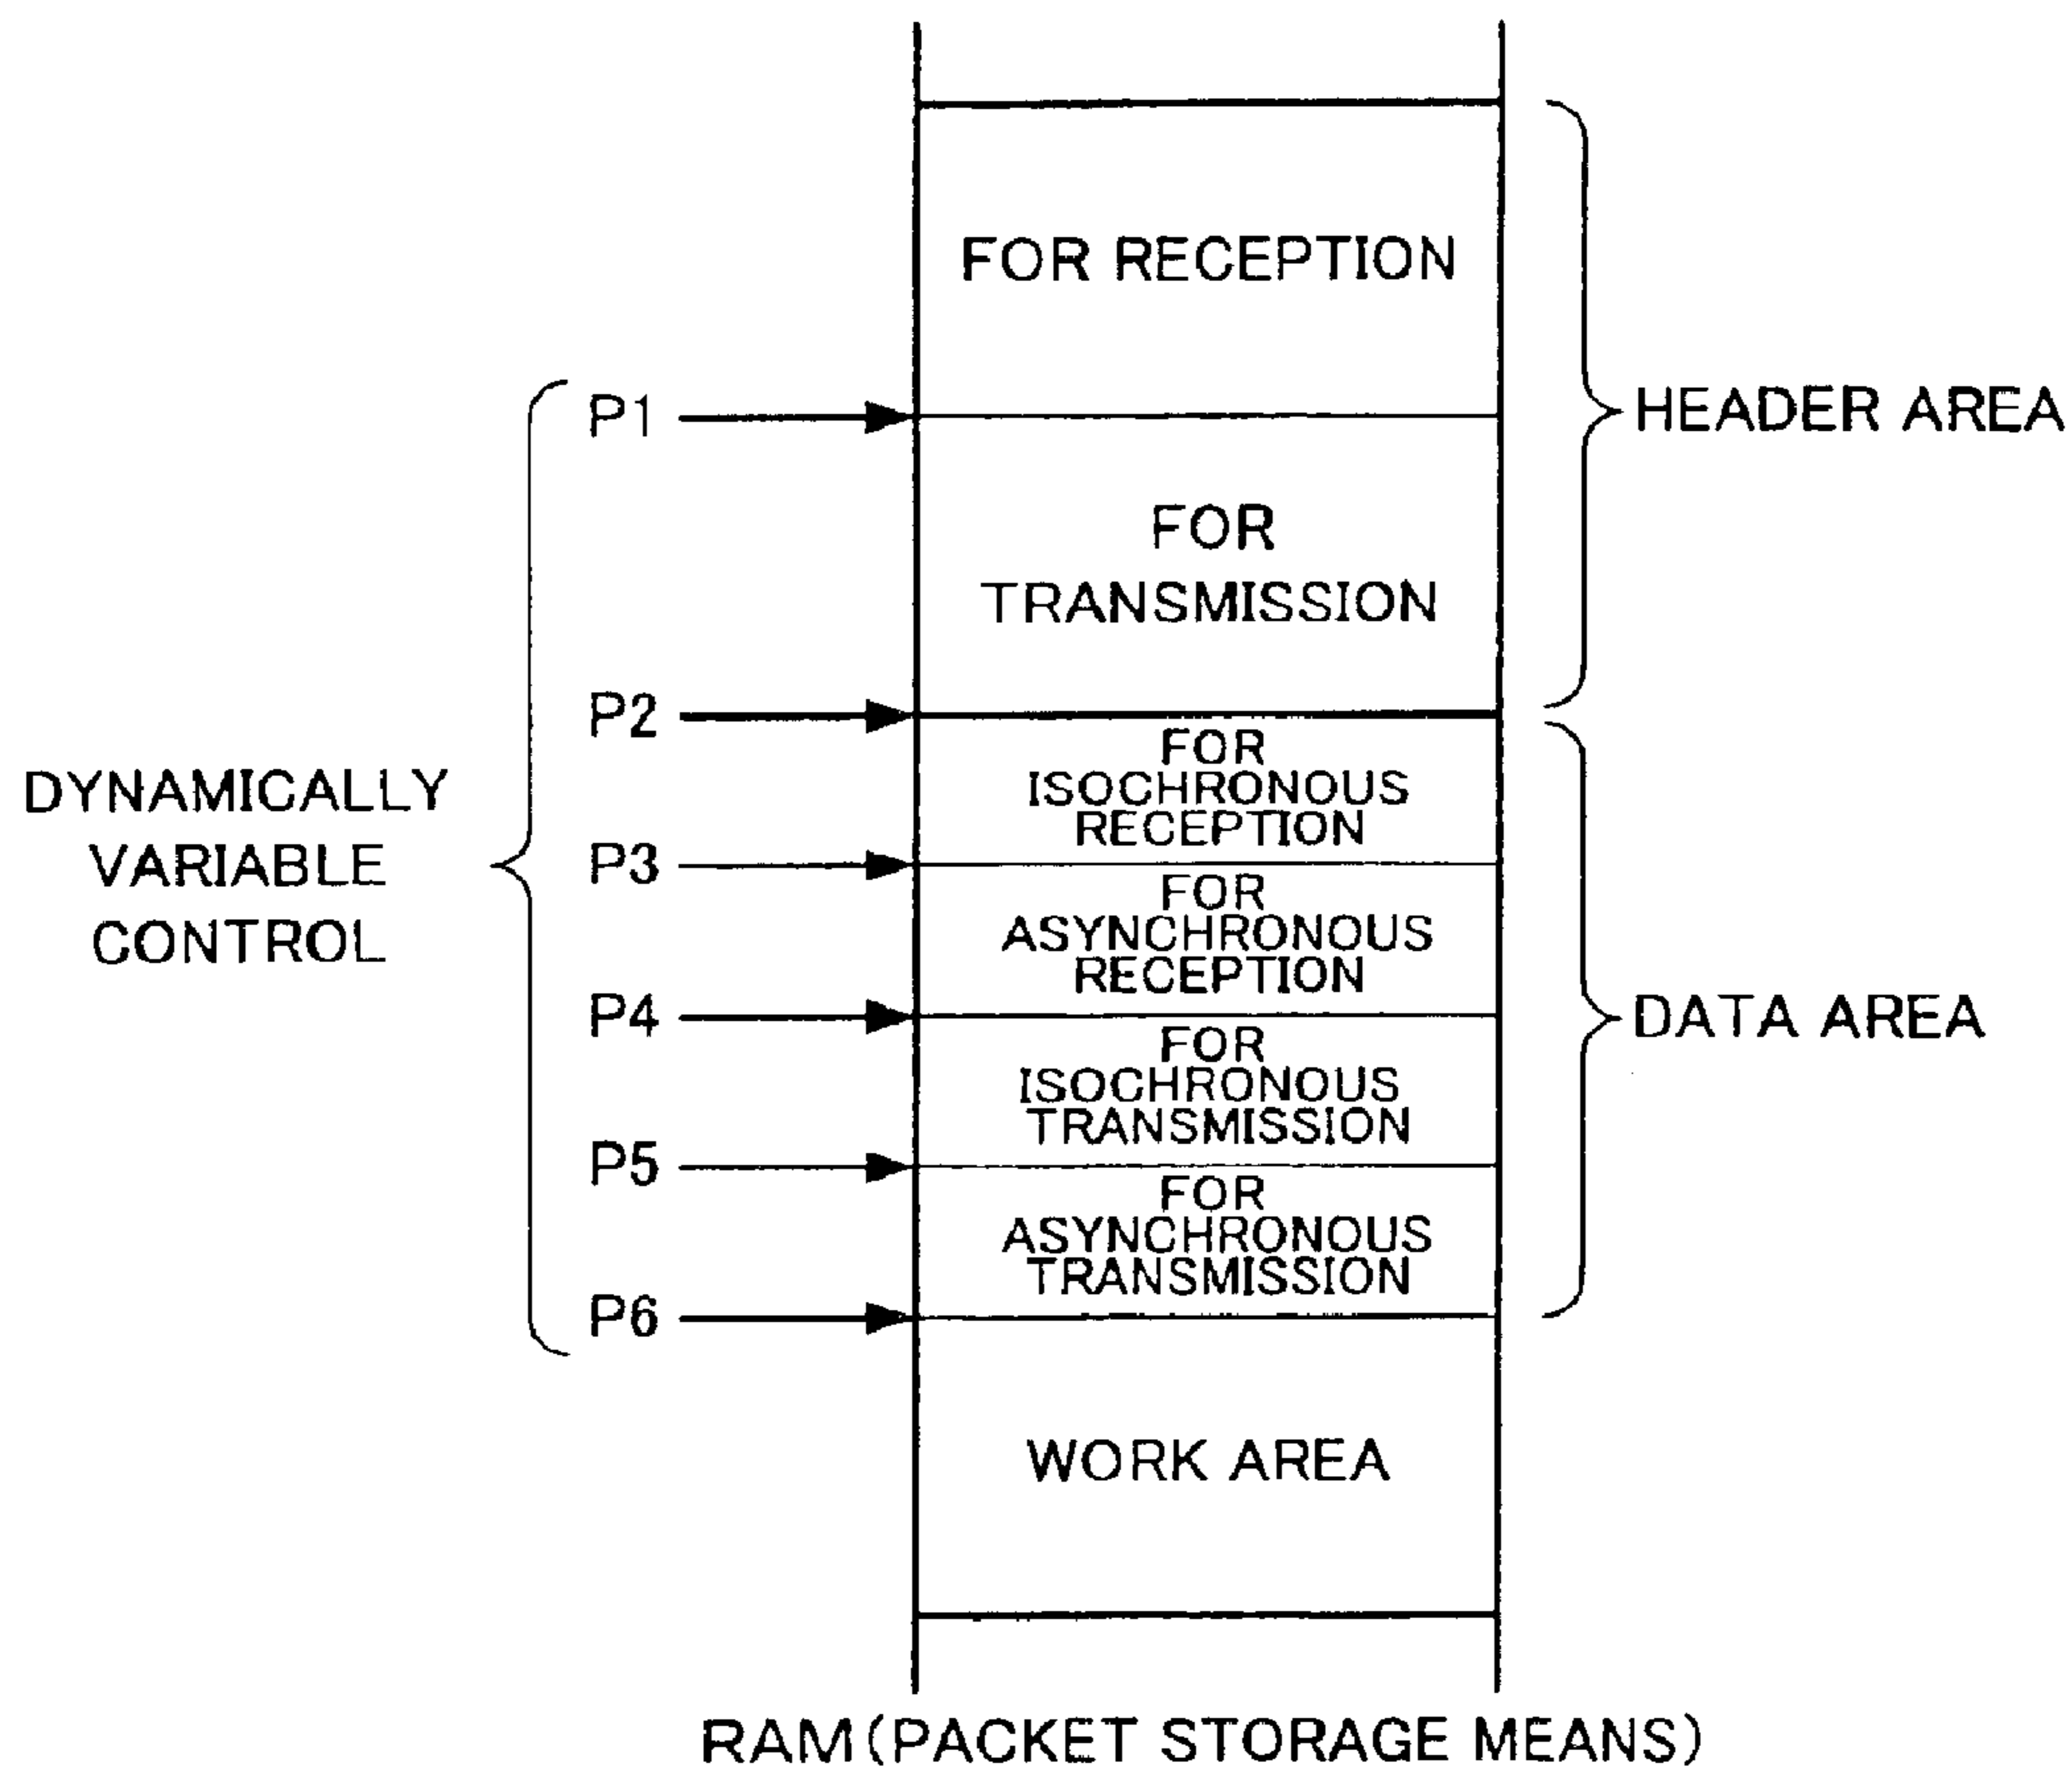 FOR RECEPTION
P1
HEADER AREA
FOR
TRANSMISSION
P2
FOR
ISOCHRONOUS
RECEPTION
DYNAMICALLY
VARIABLE
CONTROL
P3
FOR
ASYNCHRONOUS
RECEPTION
P4
DATA AREA
FOR
ISOCHRONOUS
TRANSMISSION
P5
FOR
ASYNCHRONOUS
TRANSMISSION
P6
WORK AREA
RAM(PACKET STORAGE MEANS)